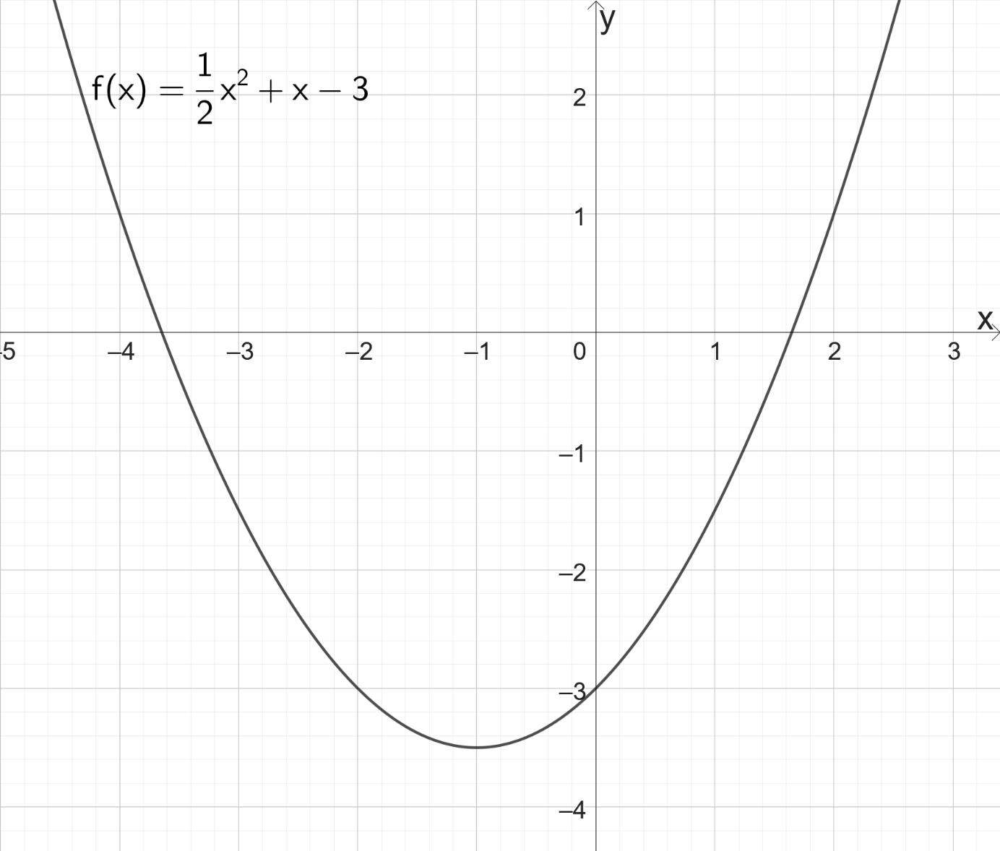 y
f(x) = 1/2 x² + x − 3
2
1
x
5 –4 –3 –2 –1 0 1 2 3
–1
–2
–3
–4